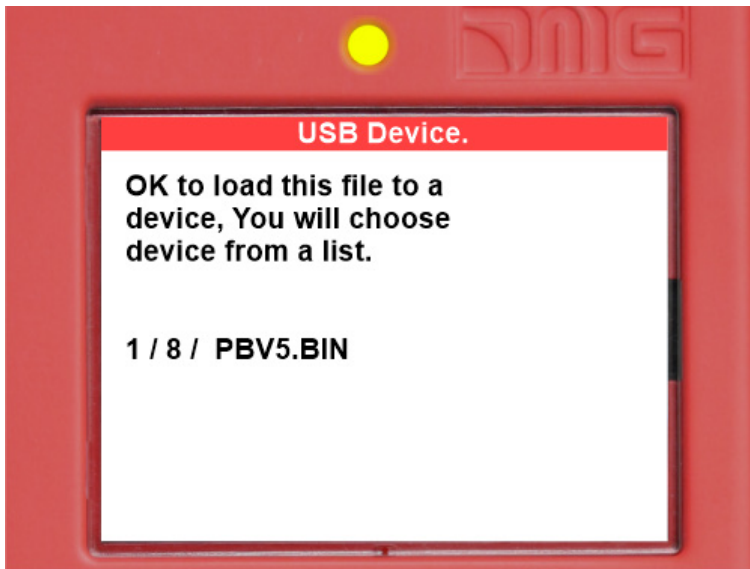 DMG
USB Device.
OK to load this file to a
device, You will choose
device from a list.
1 / 8 / PBV5.BIN